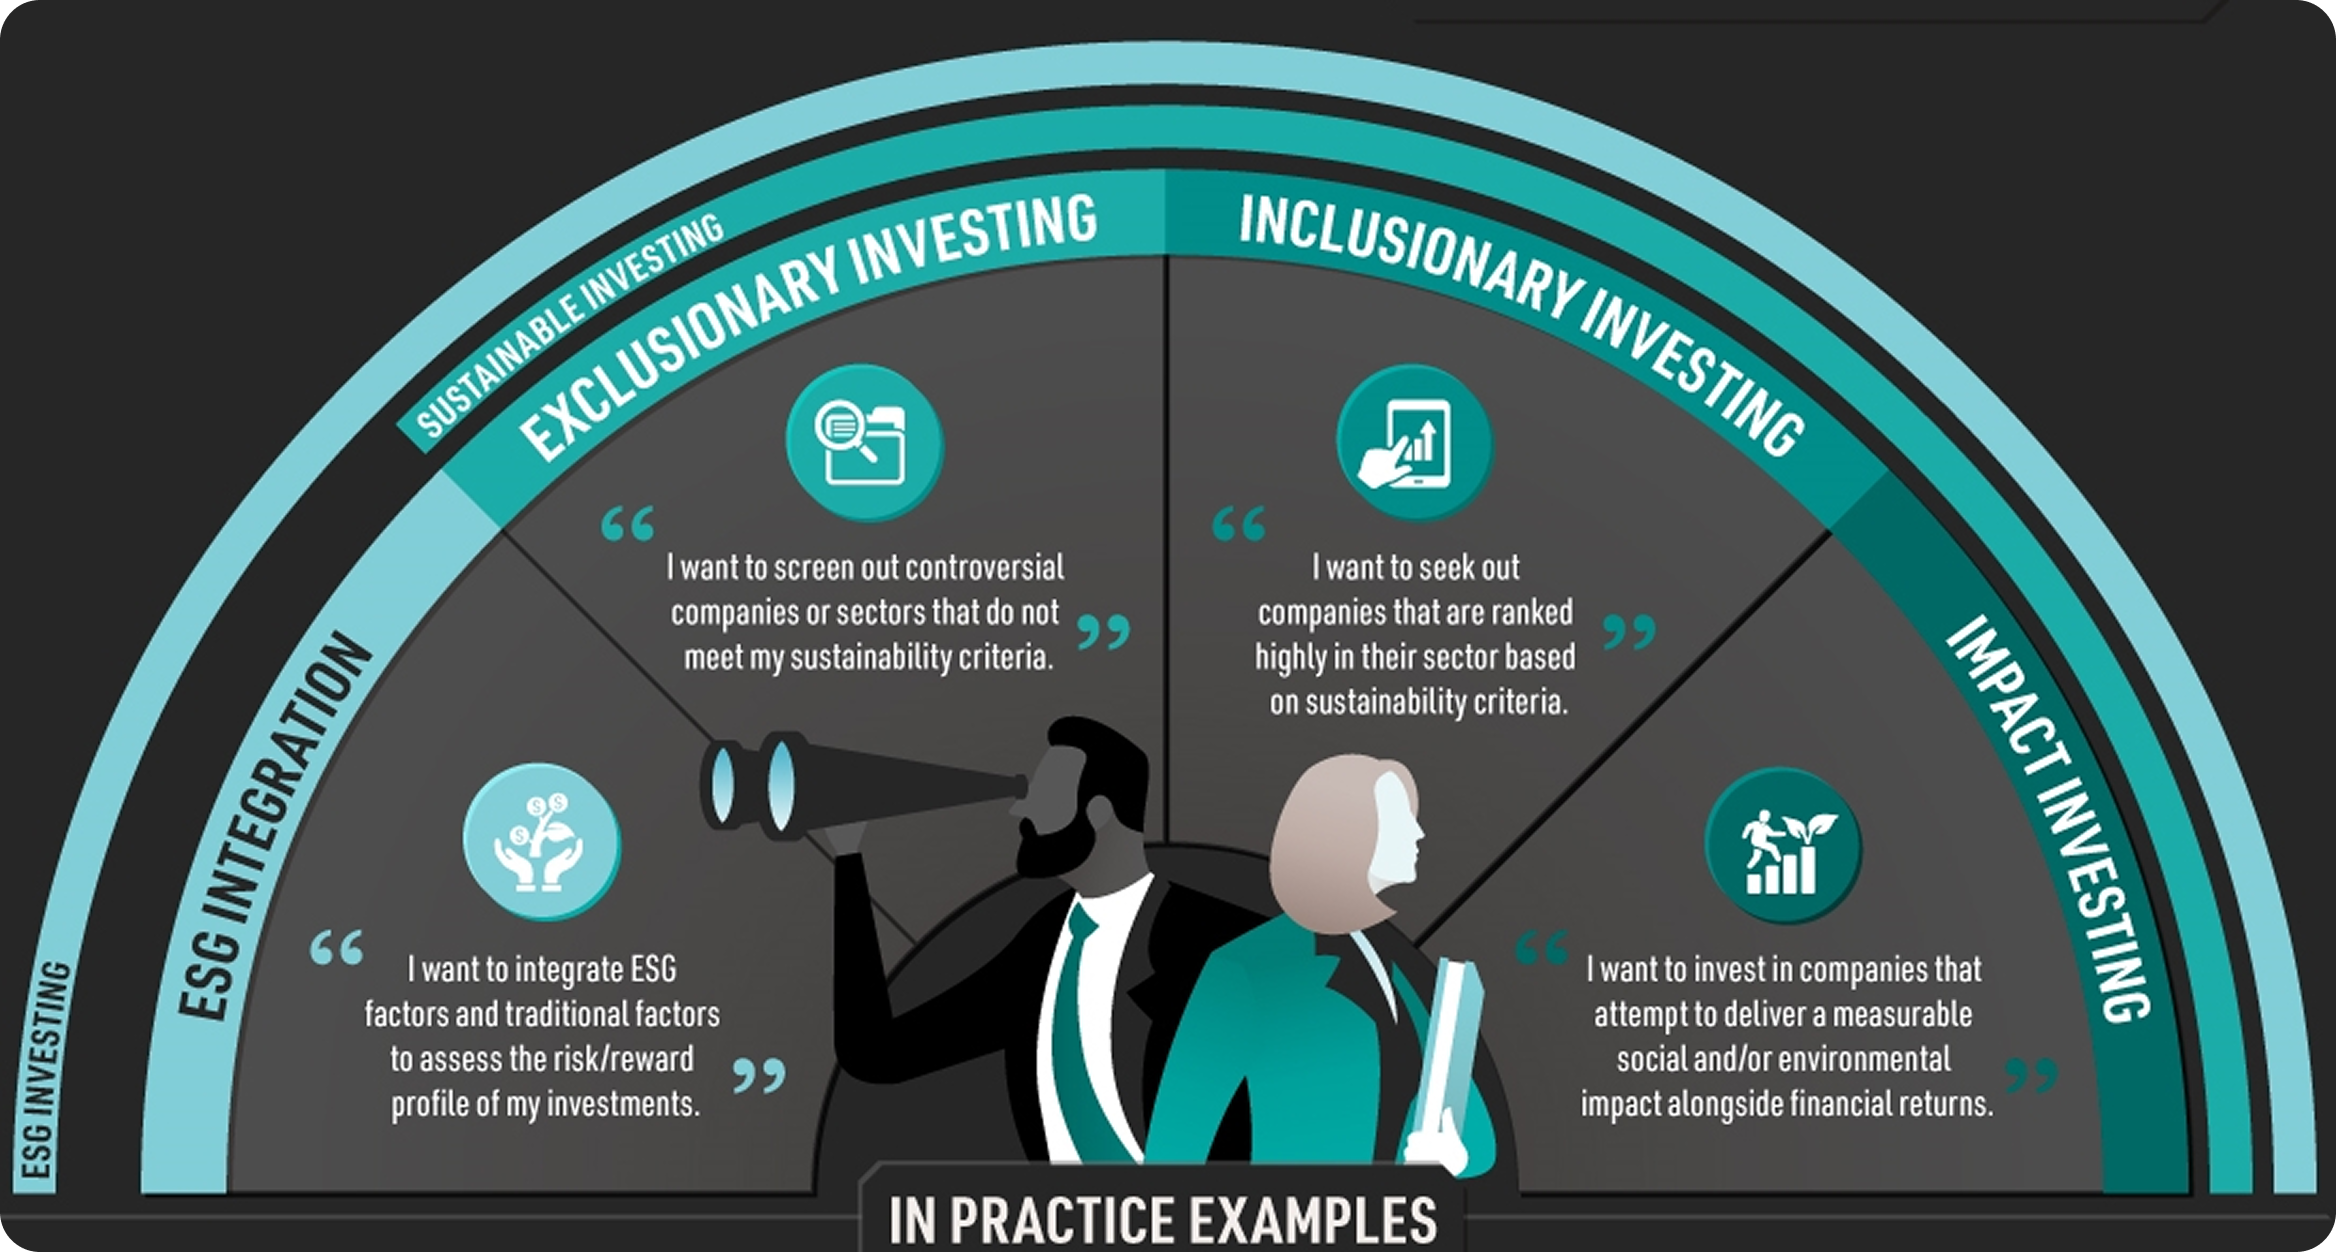 ESG INVESTING
SUSTAINABLE INVESTING
ESG INTEGRATION
I want to integrate ESG
factors and traditional factors
to assess the risk/reward
profile of my investments.
EXCLUSIONARY INVESTING
I want to screen out controversial
companies or sectors that do not
meet my sustainability criteria.
INCLUSIONARY INVESTING
I want to seek out
companies that are ranked
highly in their sector based
on sustainability criteria.
IMPACT INVESTING
I want to invest in companies that
attempt to deliver a measurable
social and/or environmental
impact alongside financial returns.
IN PRACTICE EXAMPLES